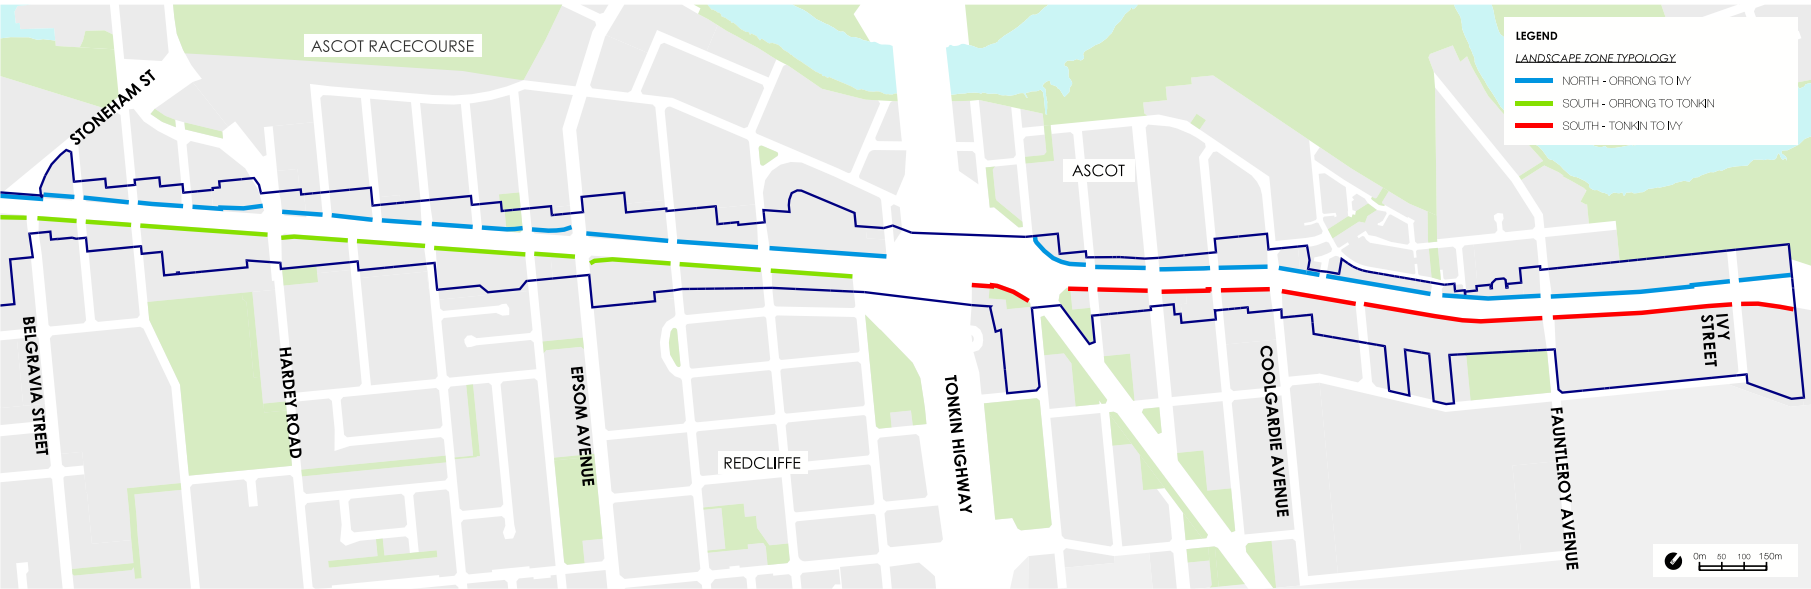 ASCOT RACECOURSE
STONEHAM ST
LEGEND
LANDSCAPE ZONE TYPOLOGY
NORTH - ORRONG TO IVY
SOUTH - ORRONG TO TONKIN
SOUTH - TONKIN TO IVY
ASCOT
BELGRAVIA STREET
HARDEY ROAD
EPSOM AVENUE
REDCLIFFE
TONKIN HIGHWAY
COOLGARDIE AVENUE
FAUNTLEROY AVENUE
IVY
STREET
0m 50 100 150m